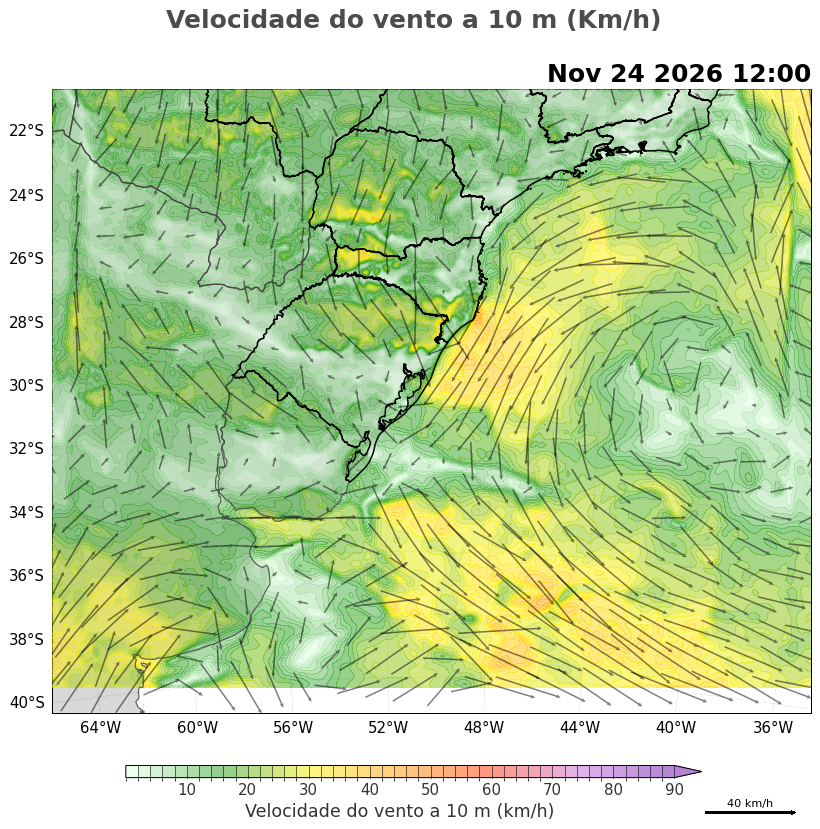 Velocidade do vento a 10 m (Km/h)
Nov 24 2026 12:00
22°S
24°S
26°S
28°S
30°S
32°S
34°S
36°S
38°S
40°S
64°W 60°W 56°W 52°W 48°W 44°W 40°W 36°W
10 20 30 40 50 60 70 80 90
Velocidade do vento a 10 m (km/h)
40 km/h